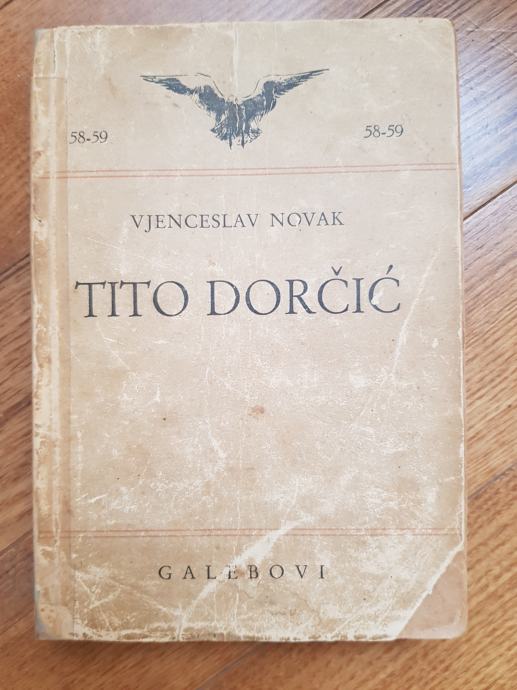 58-59 58-59
VJENCESLAV NOVAK
TITO DORČIĆ
GALEBOVI